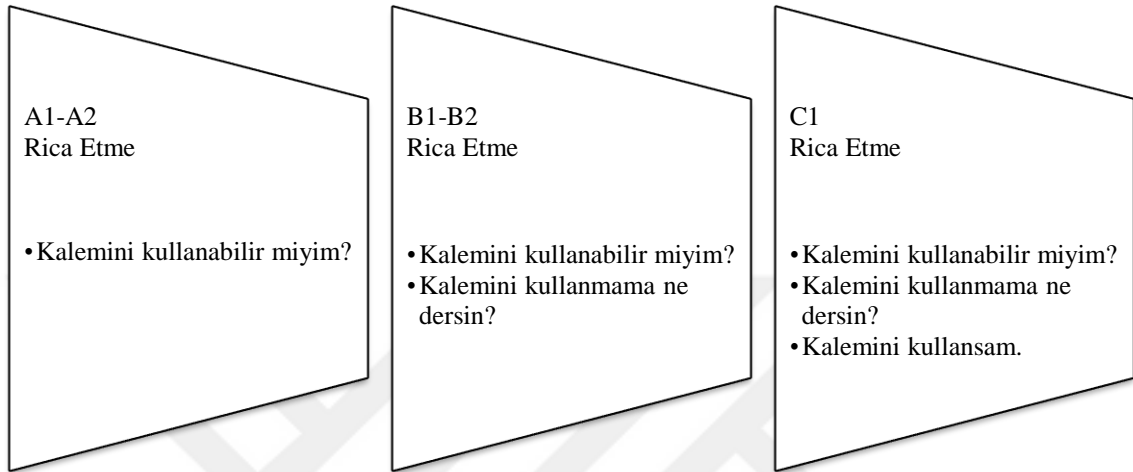 A1-A2
Rica Etme
•Kalemini kullanabilir miyim?
B1-B2
Rica Etme
•Kalemini kullanabilir miyim?
•Kalemini kullanmama ne
dersin?
C1
Rica Etme
•Kalemini kullanabilir miyim?
•Kalemini kullanmama ne
dersin?
•Kalemini kullansam.